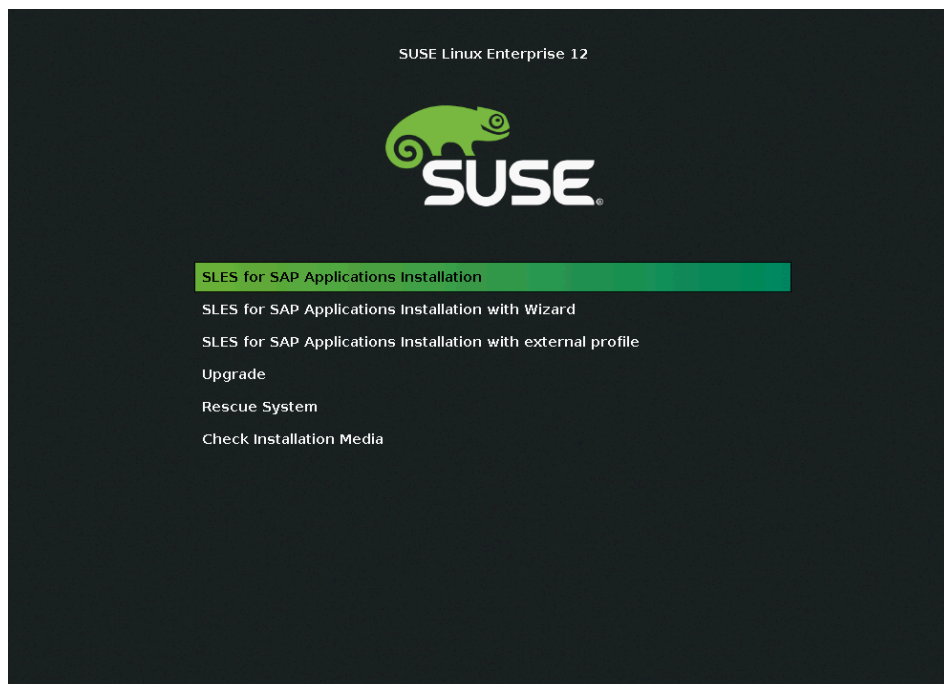 SUSE Linux Enterprise 12
SUSE®
SLES for SAP Applications Installation
SLES for SAP Applications Installation with Wizard
SLES for SAP Applications Installation with external profile
Upgrade
Rescue System
Check Installation Media